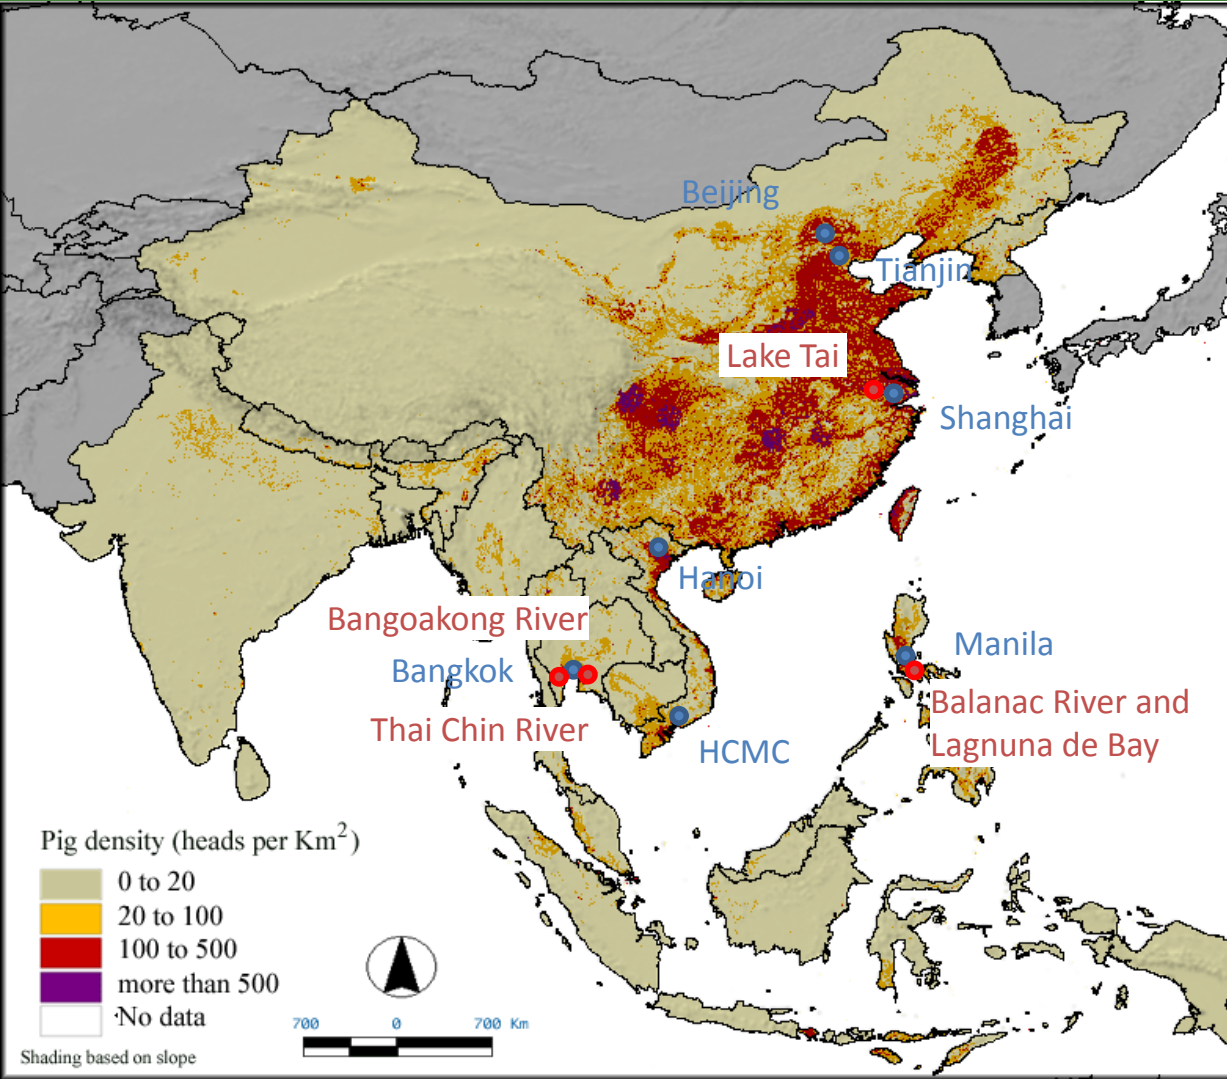 Beijing
Tianjin
Lake Tai
Shanghai
Hanoi
Bangoakong River
Bangkok
Thai Chin River
HCMC
Manila
Balanac River and
Lagnuna de Bay
Pig density (heads per Km²)
0 to 20
20 to 100
100 to 500
more than 500
No data
Shading based on slope
700 0 700 Km